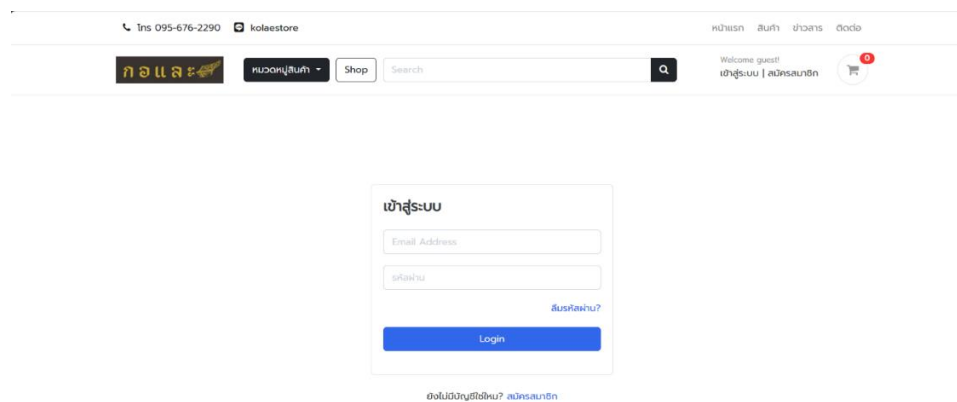 โทร 095-676-2290 kolaestore หน้าแรก สินค้า ข่าวสาร ติดต่อ
กอและ หมวดหมู่สินค้า Shop Search Welcome guest! 0
เข้าสู่ระบบ | สมัครสมาชิก
เข้าสู่ระบบ
Email Address
รหัสผ่าน
ลืมรหัสผ่าน?
Login
ยังไม่มีบัญชีใช่ไหม? สมัครสมาชิก